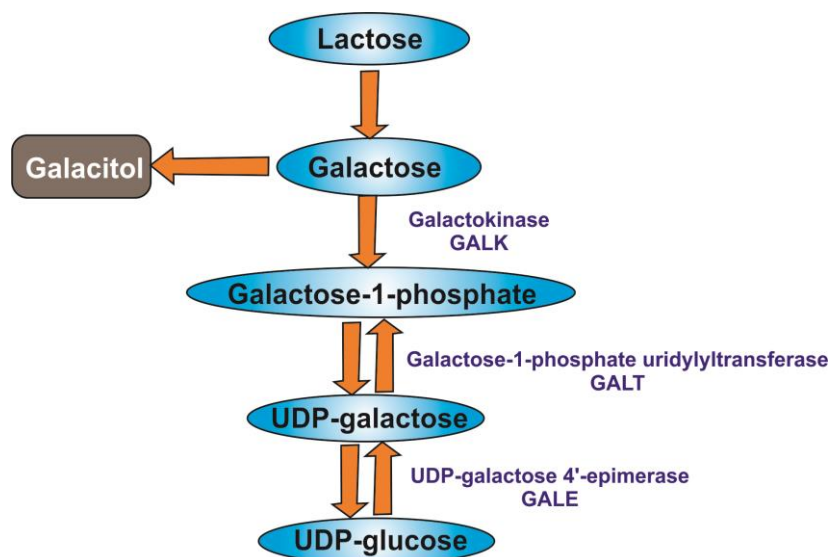 Lactose
Galacitol
Galactose
Galactokinase
GALK
Galactose-1-phosphate
Galactose-1-phosphate uridylyltransferase
GALT
UDP-galactose
UDP-galactose 4'-epimerase
GALE
UDP-glucose